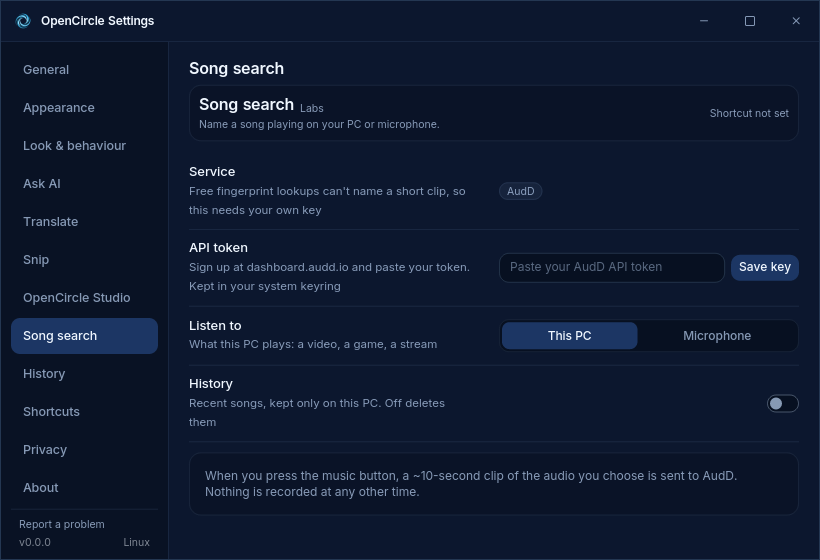 OpenCircle Settings
General
Appearance
Look & behaviour
Ask AI
Translate
Snip
OpenCircle Studio
Song search
History
Shortcuts
Privacy
About
Report a problem
v0.0.0 Linux
Song search
Song search Labs
Name a song playing on your PC or microphone.
Shortcut not set
Service
Free fingerprint lookups can't name a short clip, so
this needs your own key
AudD
API token
Sign up at dashboard.audd.io and paste your token.
Kept in your system keyring
Paste your AudD API token
Save key
Listen to
What this PC plays: a video, a game, a stream
This PC
Microphone
History
Recent songs, kept only on this PC. Off deletes
them
When you press the music button, a ~10-second clip of the audio you choose is sent to AudD.
Nothing is recorded at any other time.